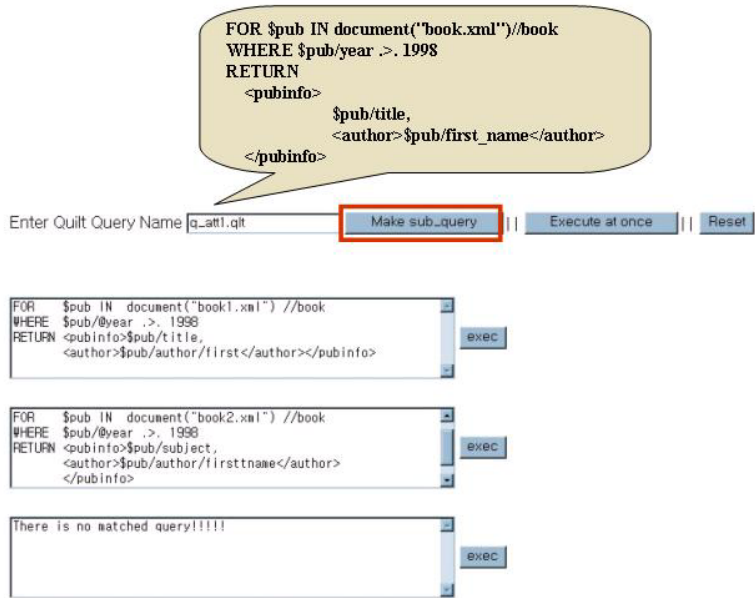 FOR $pub IN document("book.xml")//book
WHERE $pub/year .>. 1998
RETURN
<pubinfo>
$pub/title,
<author>$pub/first_name</author>
</pubinfo>
Enter Quilt Query Name q_att1.qlt Make sub_query || Execute at once || Reset
FOR $pub IN document("book1.xml") //book
WHERE $pub/@year .>. 1998
RETURN <pubinfo>$pub/title,
<author>$pub/author/first</author></pubinfo>
exec
FOR $pub IN document("book2.xml") //book
WHERE $pub/@year .>. 1998
RETURN <pubinfo>$pub/subject,
<author>$pub/author/firsttname</author>
</pubinfo>
exec
There is no matched query!!!!!
exec